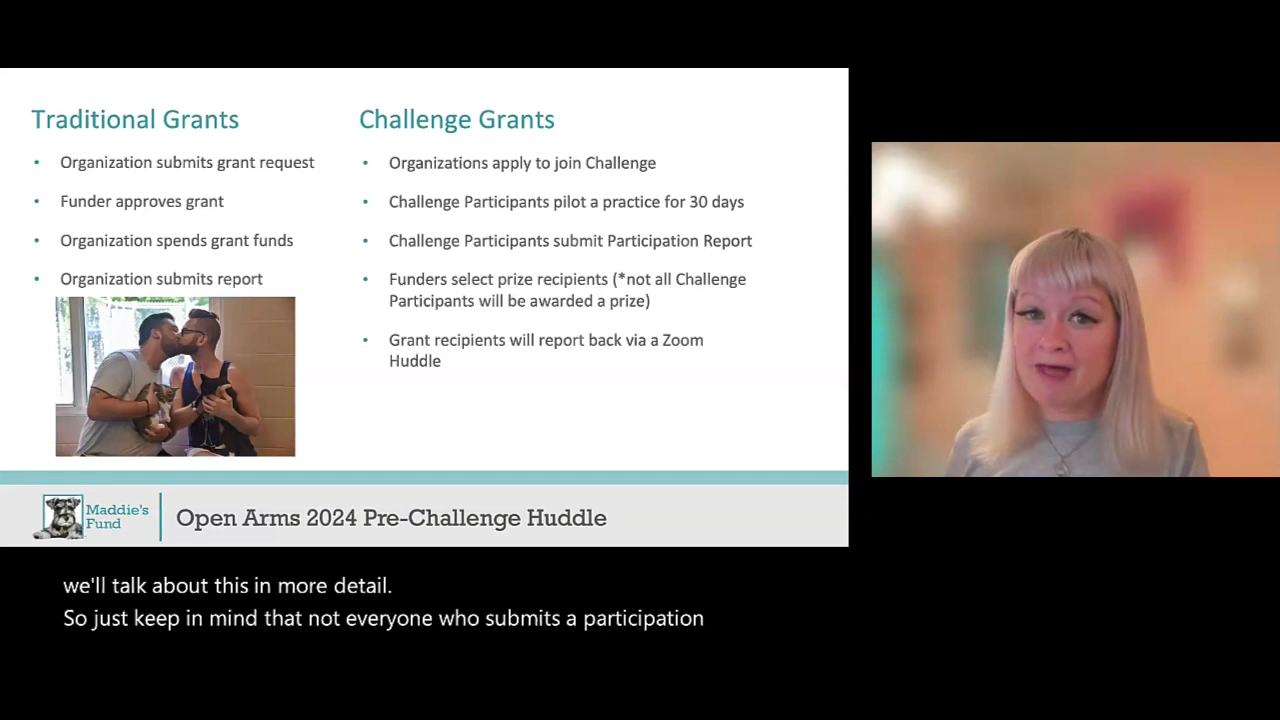 Traditional Grants
• Organization submits grant request
• Funder approves grant
• Organization spends grant funds
• Organization submits report
Challenge Grants
• Organizations apply to join Challenge
• Challenge Participants pilot a practice for 30 days
• Challenge Participants submit Participation Report
• Funders select prize recipients (*not all Challenge
Participants will be awarded a prize)
• Grant recipients will report back via a Zoom
Huddle
Maddie's
Fund
Open Arms 2024 Pre-Challenge Huddle
we'll talk about this in more detail.
So just keep in mind that not everyone who submits a participation